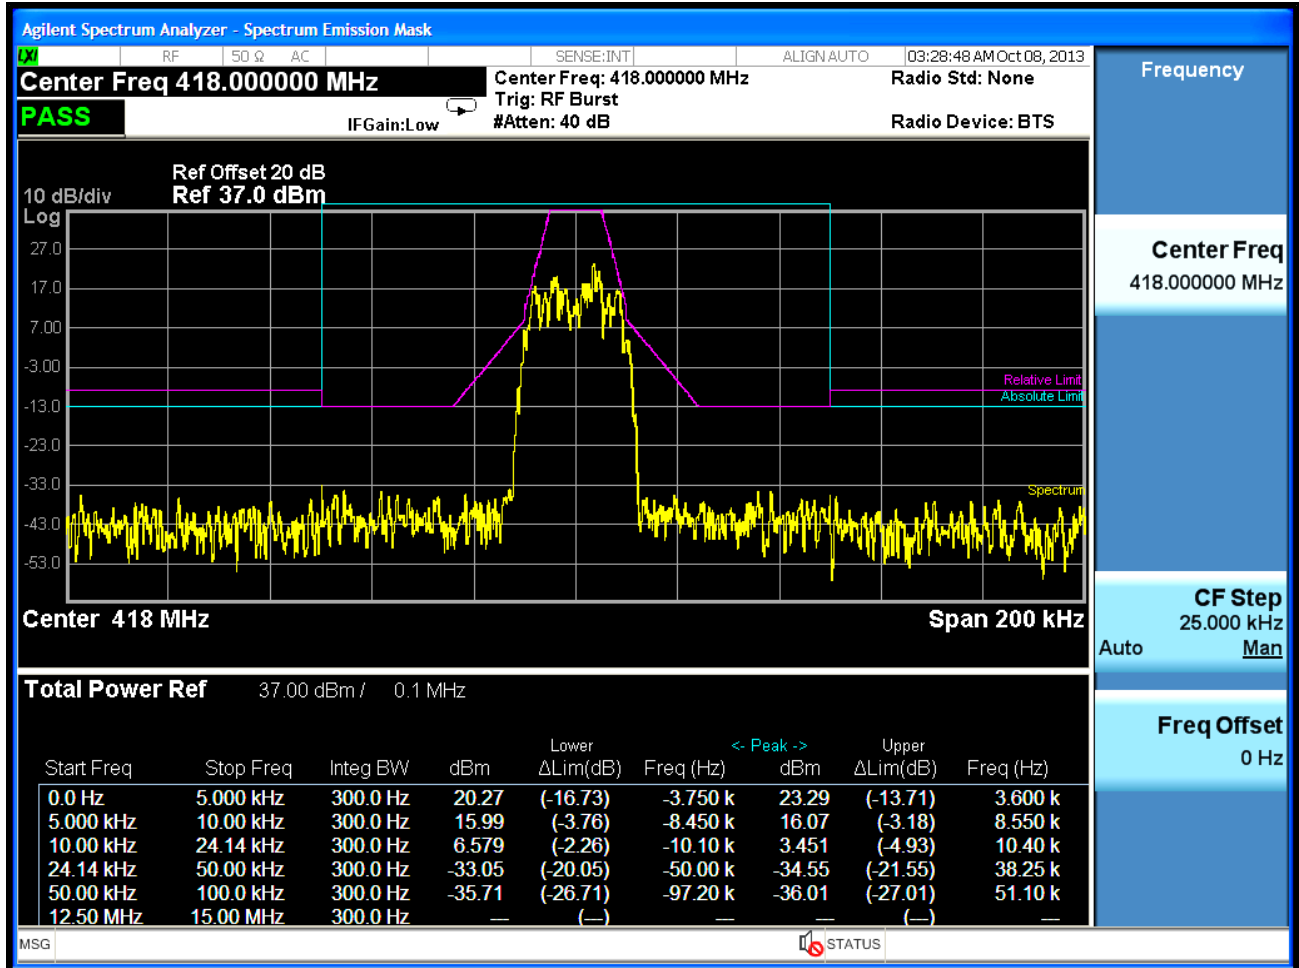 Agilent Spectrum Analyzer - Spectrum Emission Mask
LXI RF 50 Ω AC SENSE:INT ALIGN AUTO 03:28:48 AM Oct 08, 2013
Center Freq 418.000000 MHz
Center Freq: 418.000000 MHz
Radio Std: None
Trig: RF Burst
PASS
IFGain:Low
#Atten: 40 dB
Radio Device: BTS
Ref Offset 20 dB
10 dB/div Ref 37.0 dBm
Log
27.0
17.0
7.00
-3.00
Relative Limit
Absolute Limit
-13.0
-23.0
-33.0
Spectrum
-43.0
-53.0
Center 418 MHz Span 200 kHz
Total Power Ref 37.00 dBm / 0.1 MHz
Lower <- Peak -> Upper
Start Freq Stop Freq Integ BW dBm ΔLim(dB) Freq (Hz) dBm ΔLim(dB) Freq (Hz)
0.0 Hz 5.000 kHz 300.0 Hz 20.27 (-16.73) -3.750 k 23.29 (-13.71) 3.600 k
5.000 kHz 10.00 kHz 300.0 Hz 15.99 (-3.76) -8.450 k 16.07 (-3.18) 8.550 k
10.00 kHz 24.14 kHz 300.0 Hz 6.579 (-2.26) -10.10 k 3.451 (-4.93) 10.40 k
24.14 kHz 50.00 kHz 300.0 Hz -33.05 (-20.05) -50.00 k -34.55 (-21.55) 38.25 k
50.00 kHz 100.0 kHz 300.0 Hz -35.71 (-26.71) -97.20 k -36.01 (-27.01) 51.10 k
12.50 MHz 15.00 MHz 300.0 Hz --- (---) --- --- (---) ---
MSG STATUS
Frequency
Center Freq
418.000000 MHz
CF Step
25.000 kHz
Auto Man
Freq Offset
0 Hz